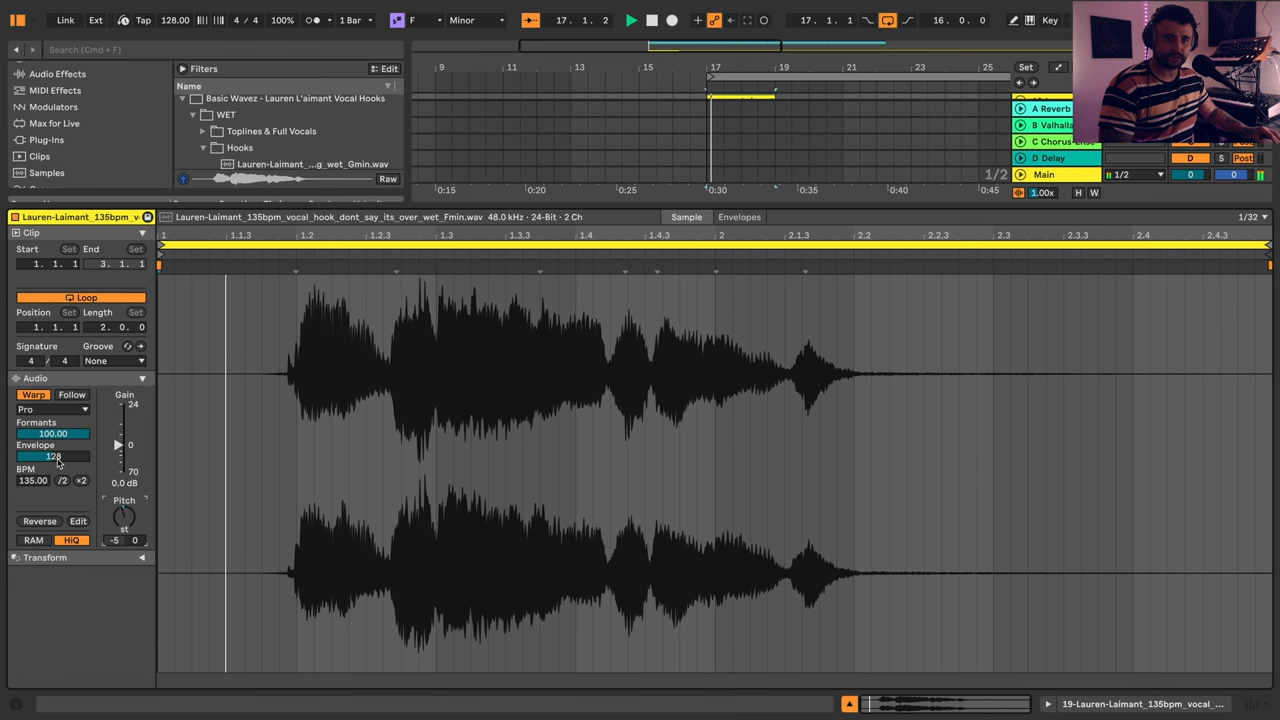 Link Ext Tap 128.00 4 / 4 100% 1 Bar F Minor 17. 1. 2 17. 1. 1 16. 0. 0 Key
Search (Cmd + F)
Audio Effects
MIDI Effects
Modulators
Max for Live
Plug-Ins
Clips
Samples
Filters Edit
Name
Basic Wavez - Lauren L'aimant Vocal Hooks
WET
Toplines & Full Vocals
Hooks
Lauren-Laimant_...g_wet_Gmin.wav
Raw
9 11 13 15 17 19 21 23 25
Set
A Reverb
B Valhalla
C Chorus-Ense
D Delay D S Post
1/2 Main 1/2 0 0
0:15 0:20 0:25 0:30 0:35 0:40 0:45 1.00x H W
Lauren-Laimant_135bpm_v Lauren-Laimant_135bpm_vocal_hook_dont_say_its_over_wet_Fmin.wav 48.0 kHz · 24-Bit · 2 Ch Sample Envelopes 1/32
1 1.1.3 1.2 1.2.3 1.3 1.3.3 1.4 1.4.3 2 2.1.3 2.2 2.2.3 2.3 2.3.3 2.4 2.4.3
Clip
Start Set End Set
1. 1. 1 3. 1. 1
Loop
Position Set Length Set
1. 1. 1 2. 0. 0
Signature Groove
4 / 4 None
Audio
Warp Follow Gain
Pro 24
Formants
100.00
Envelope 0
128
BPM 70
135.00 /2 ×2 0.0 dB
Pitch
Reverse Edit st
RAM HiQ -5 0
Transform
19-Lauren-Laimant_135bpm_vocal_...